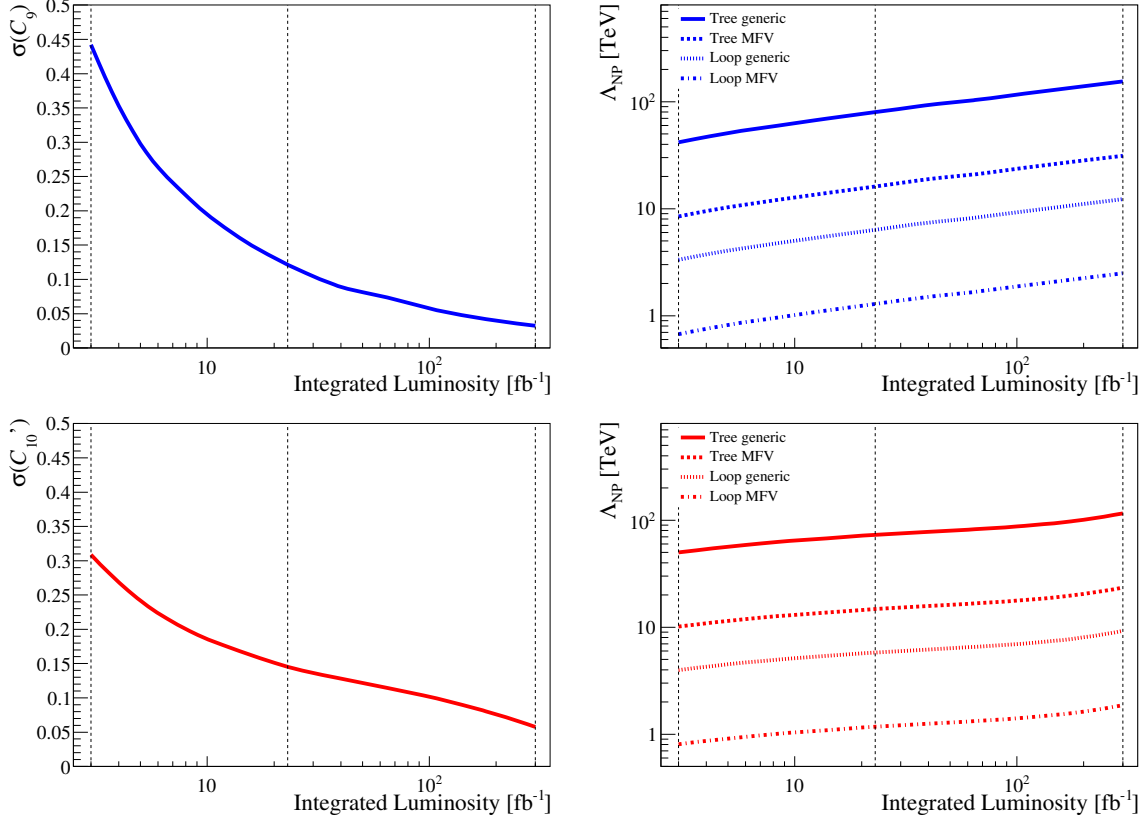 σ(C₉)
0.5
0.45
0.4
0.35
0.3
0.25
0.2
0.15
0.1
0.05
0
10
10²
Integrated Luminosity [fb⁻¹]
Λ_NP [TeV]
Tree generic
Tree MFV
Loop generic
Loop MFV
10²
10
1
10
10²
Integrated Luminosity [fb⁻¹]
σ(C₁₀')
0.5
0.45
0.4
0.35
0.3
0.25
0.2
0.15
0.1
0.05
0
10
10²
Integrated Luminosity [fb⁻¹]
Λ_NP [TeV]
Tree generic
Tree MFV
Loop generic
Loop MFV
10²
10
1
10
10²
Integrated Luminosity [fb⁻¹]